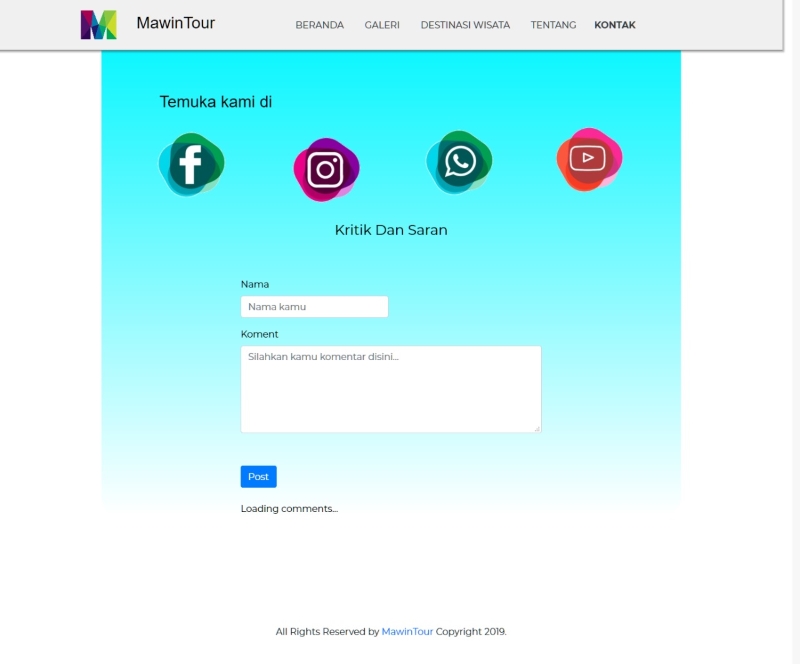 MawinTour BERANDA GALERI DESTINASI WISATA TENTANG KONTAK
Temuka kami di
Kritik Dan Saran
Nama
Nama kamu
Koment
Silahkan kamu komentar disini...
Post
Loading comments...
All Rights Reserved by MawinTour Copyright 2019.